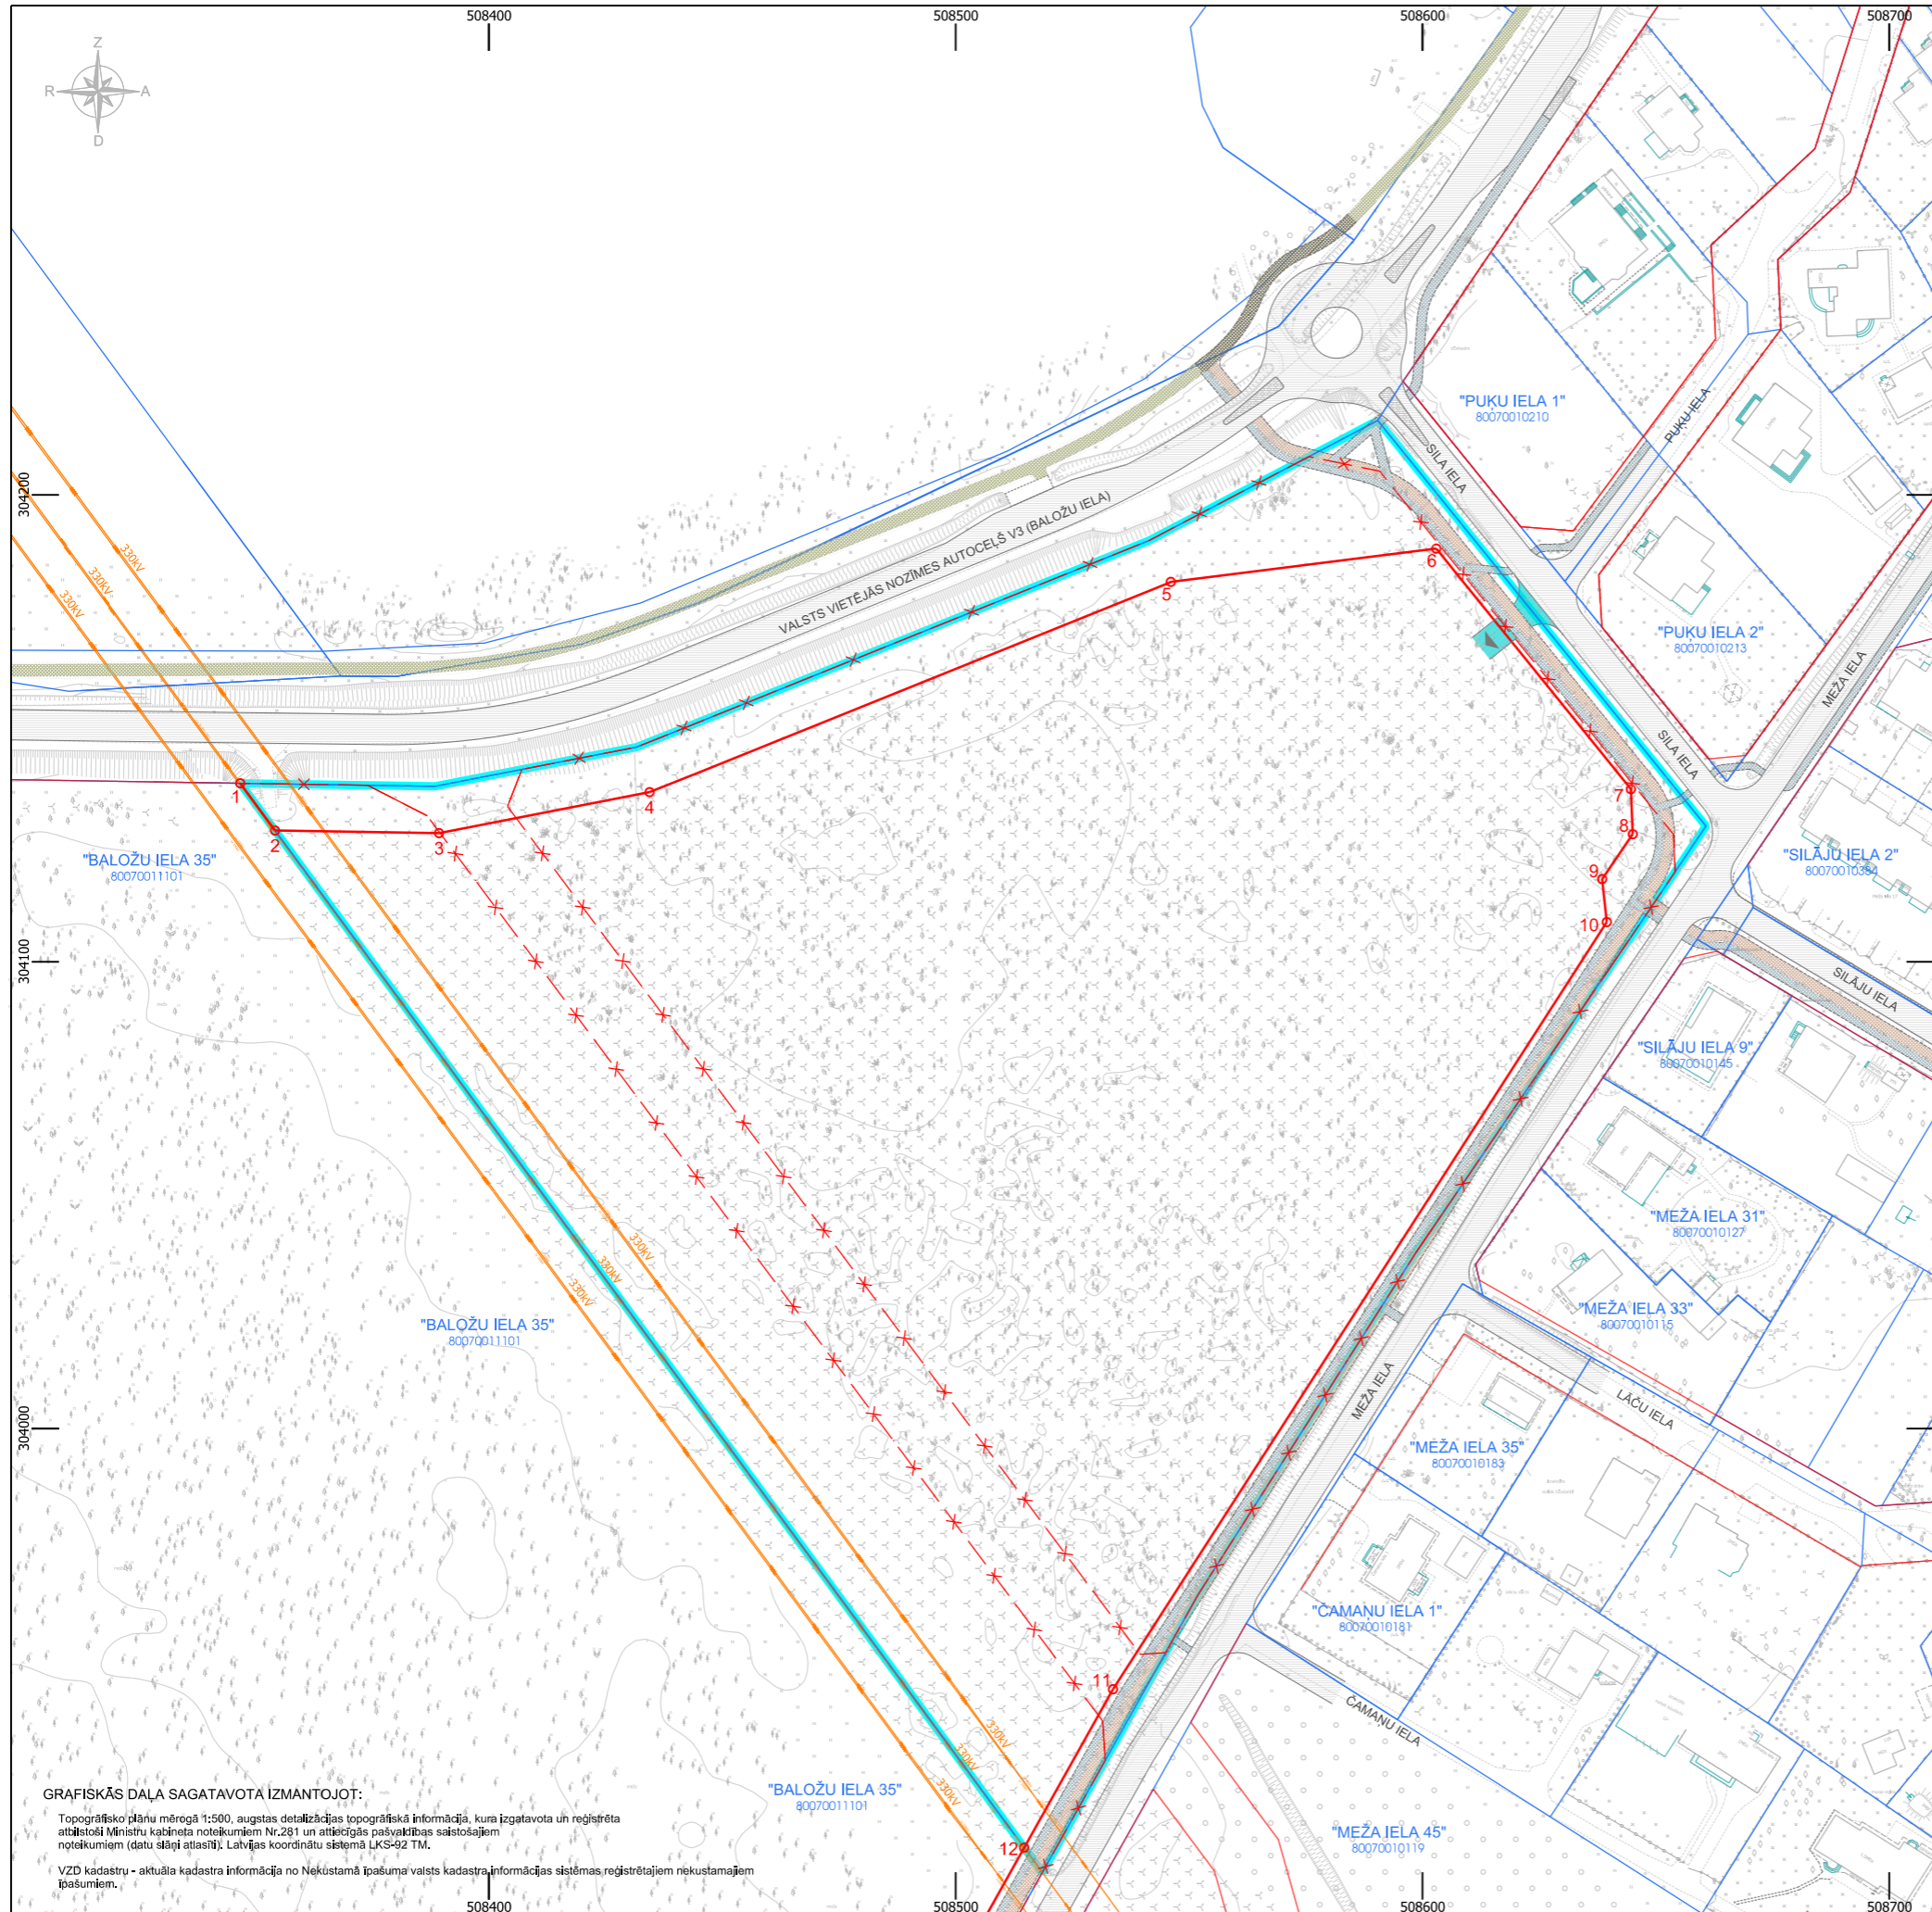 508400
508500
508600
508700
Z
R
A
D
"PUĶU IELA 1"
80070010210
PUĶU IELA
SILA IELA
304200
330kV
330kV
330kV
VALSTS VIETĒJĀS NOZĪMES AUTOCEĻŠ V3 (BALOŽU IELA)
5
6
"PUĶU IELA 2"
80070010213
MEŽA IELA
SILA IELA
1
2
3
4
7
8
9
10
"BALOŽU IELA 35"
80070011101
"SILĀJU IELA 2"
80070010384
304100
SILĀJU IELA
"SILĀJU IELA 9"
80070010145
"MEŽA IELA 31"
80070010127
330kV
330kV
330kV
"BALOŽU IELA 35"
80070011101
"MEŽA IELA 33"
80070010115
MEŽA IELA
LĀČU IELA
304000
"MEŽA IELA 35"
80070010183
"ČAMAŅU IELA 1"
80070010181
11
ČAMAŅU IELA
330kV
330kV
330kV
"BALOŽU IELA 35"
80070011101
12
"MEŽA IELA 45"
80070010119
GRAFISKĀS DAĻA SAGATAVOTA IZMANTOJOT:
Topogrāfisko plānu mērogā 1:500, augstas detalizācijas topogrāfiskā informācija, kura izgatavota un reģistrēta
atbilstoši Ministru kabineta noteikumiem Nr.281 un attiecīgās pašvaldības saistošajiem
noteikumiem (datu slāņi atlasīti). Latvijas koordinātu sistēmā LKS-92 TM.
VZD kadastru - aktuāla kadastra informācija no Nekustamā īpašuma valsts kadastra informācijas sistēmas reģistrētajiem nekustamajiem
īpašumiem.
508400
508500
508600
508700